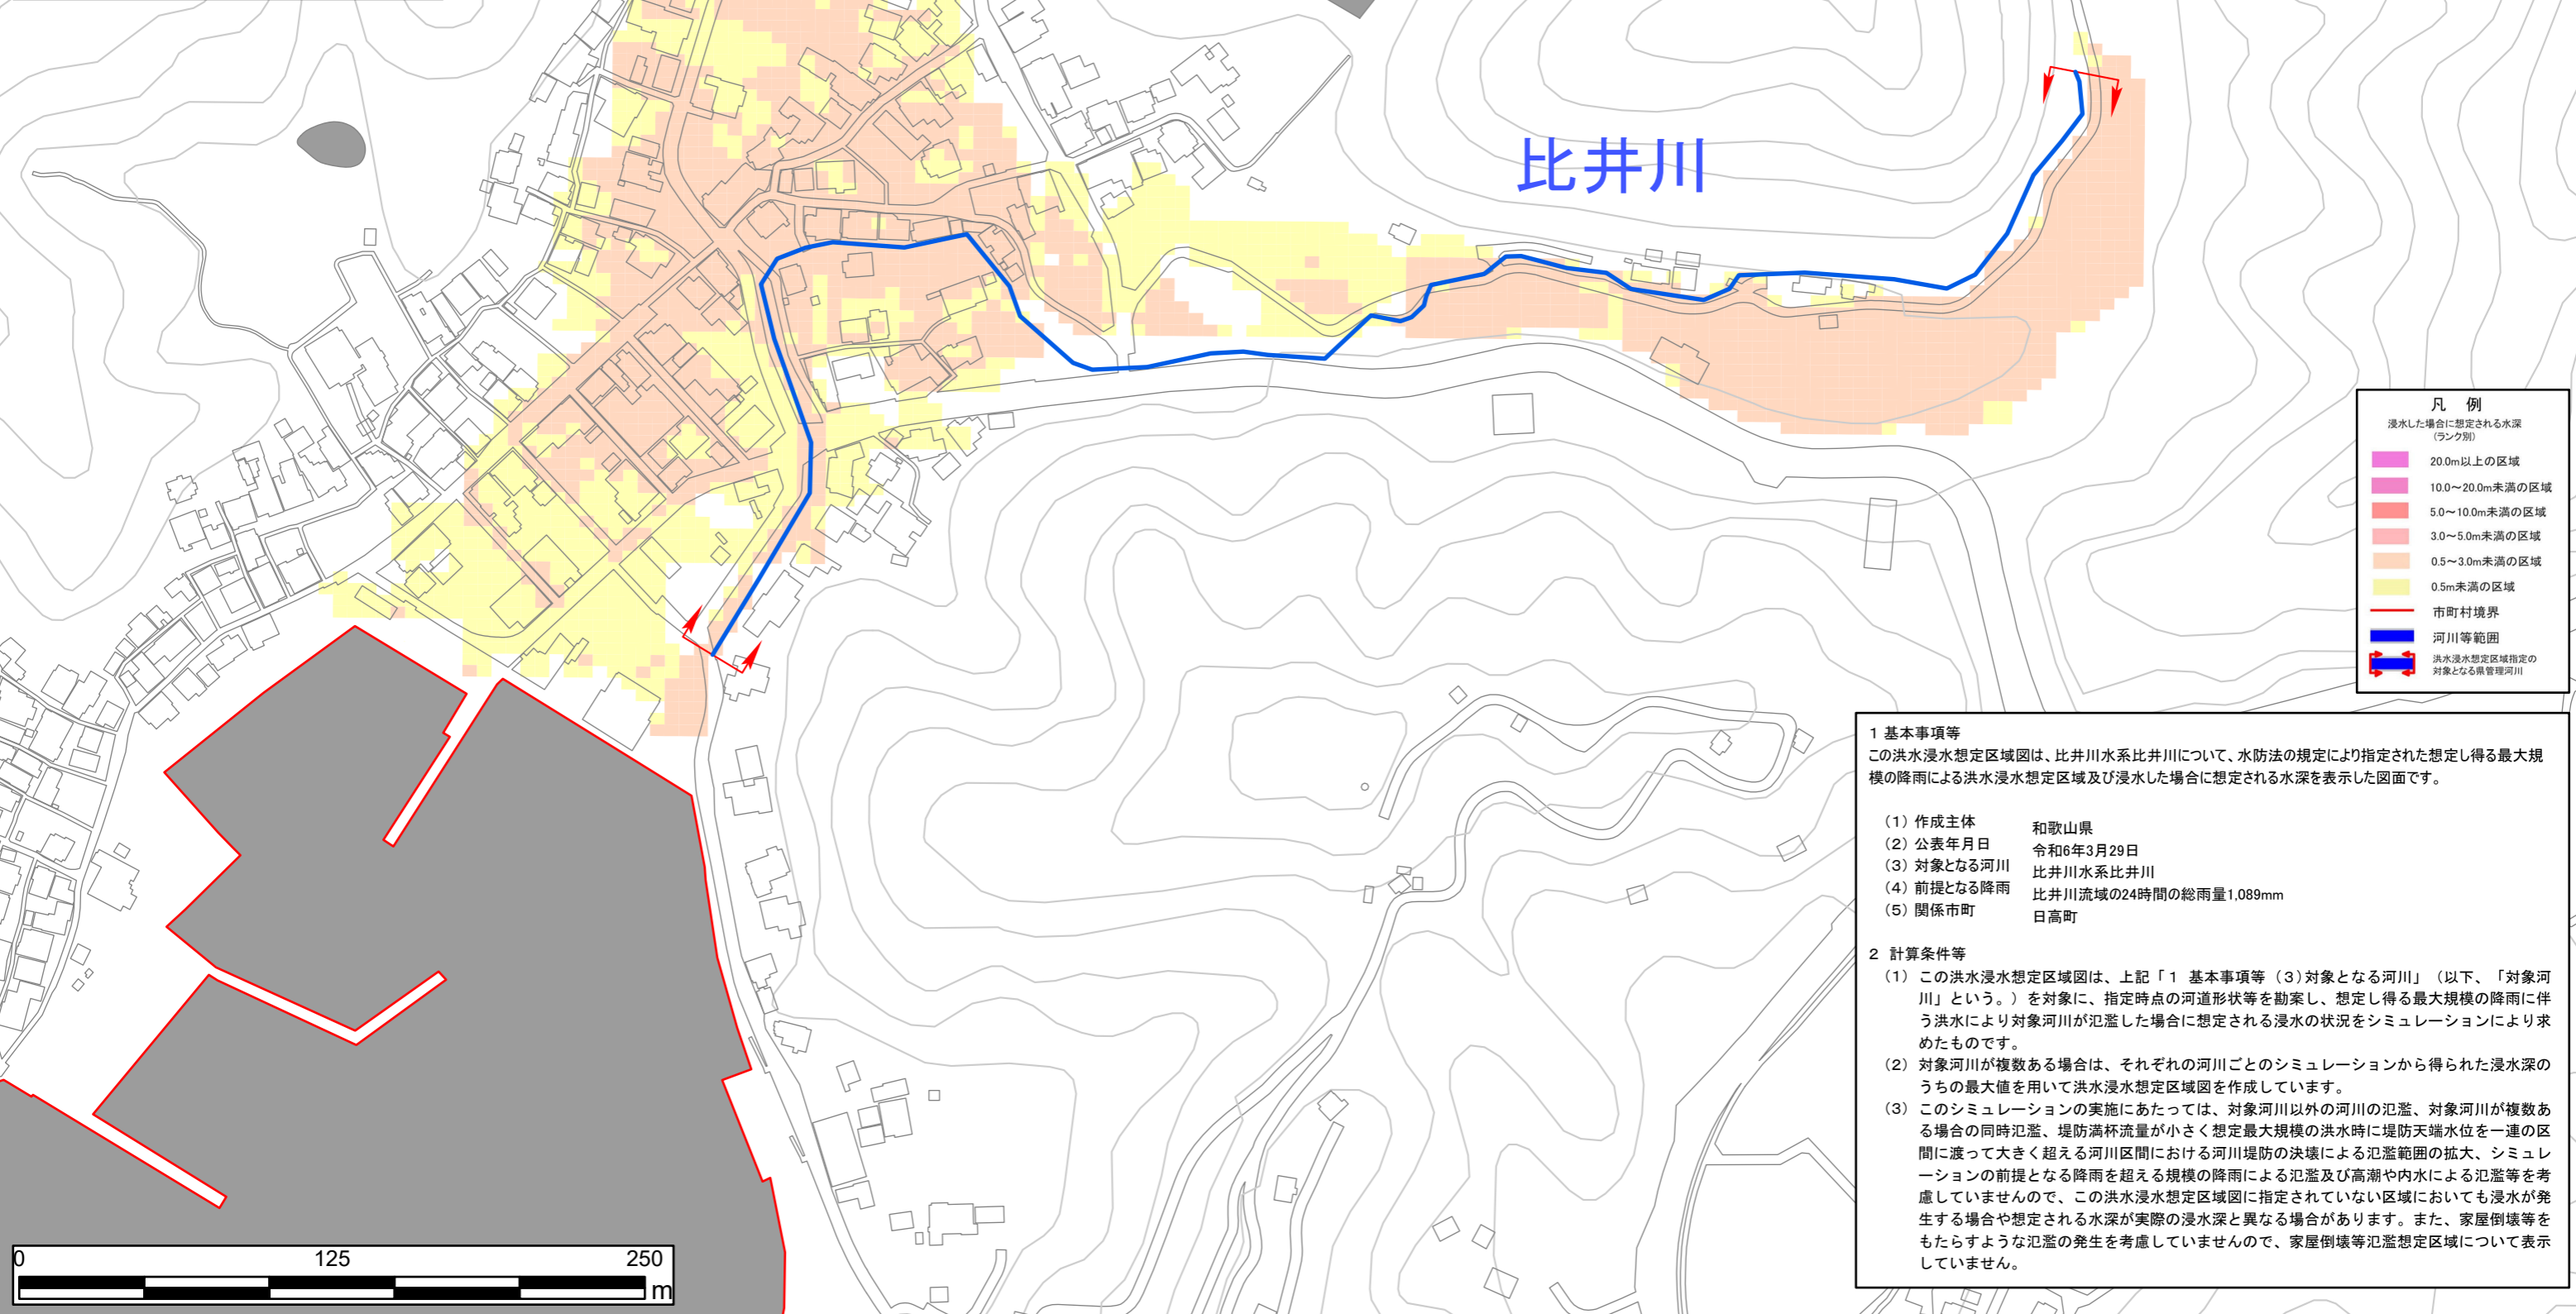 比井川
凡 例
浸水した場合に想定される水深
(ランク別)
20.0m以上の区域
10.0~20.0m未満の区域
5.0~10.0m未満の区域
3.0~5.0m未満の区域
0.5~3.0m未満の区域
0.5m未満の区域
市町村境界
河川等範囲
洪水浸水想定区域指定の
対象となる県管理河川
1 基本事項等
この洪水浸水想定区域図は、比井川水系比井川について、水防法の規定により指定された想定し得る最大規
模の降雨による洪水浸水想定区域及び浸水した場合に想定される水深を表示した図面です。
(1) 作成主体 和歌山県
(2) 公表年月日 令和6年3月29日
(3) 対象となる河川 比井川水系比井川
(4) 前提となる降雨 比井川流域の24時間の総雨量1,089mm
(5) 関係市町 日高町
2 計算条件等
(1) この洪水浸水想定区域図は、上記「1 基本事項等(3)対象となる河川」(以下、「対象河
川」という。)を対象に、指定時点の河道形状等を勘案し、想定し得る最大規模の降雨に伴
う洪水により対象河川が氾濫した場合に想定される浸水の状況をシミュレーションにより求
めたものです。
(2) 対象河川が複数ある場合は、それぞれの河川ごとのシミュレーションから得られた浸水深の
うちの最大値を用いて洪水浸水想定区域図を作成しています。
(3) このシミュレーションの実施にあたっては、対象河川以外の河川の氾濫、対象河川が複数あ
る場合の同時氾濫、堤防満杯流量が小さく想定最大規模の洪水時に堤防天端水位を一連の区
間に渡って大きく超える河川区間における河川堤防の決壊による氾濫範囲の拡大、シミュレ
ーションの前提となる降雨を超える規模の降雨による氾濫及び高潮や内水による氾濫等を考
慮していませんので、この洪水浸水想定区域図に指定されていない区域においても浸水が発
生する場合や想定される水深が実際の浸水深と異なる場合があります。また、家屋倒壊等を
もたらすような氾濫の発生を考慮していませんので、家屋倒壊等氾濫想定区域について表示
していません。
0 125 250
m